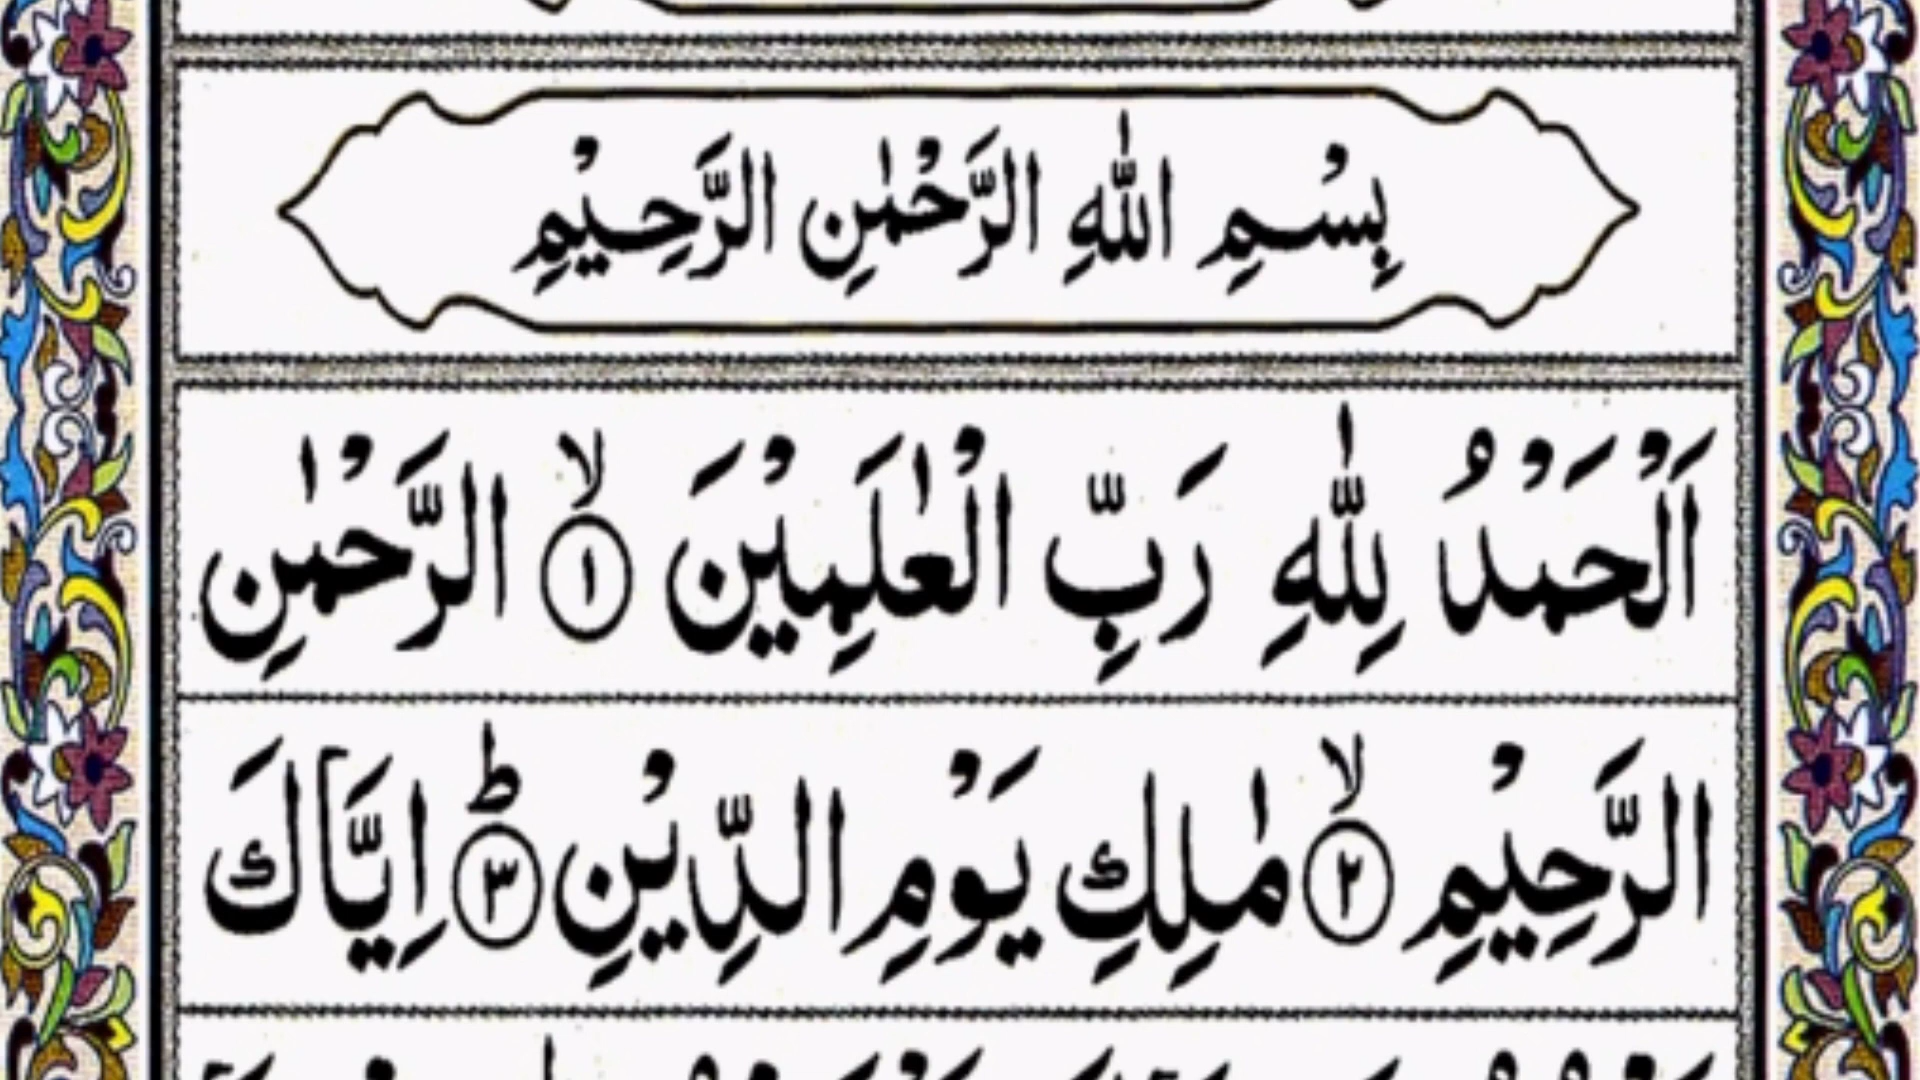 بِسْمِ اللّٰهِ الرَّحْمٰنِ الرَّحِیْمِ
اَلْحَمْدُ لِلّٰهِ رَبِّ الْعٰلَمِیْنَ ۙ﴿۱﴾ الرَّحْمٰنِ
الرَّحِیْمِ ۙ﴿۲﴾ مٰلِكِ یَوْمِ الدِّیْنِ ؕ﴿۳﴾ اِیَّاكَ